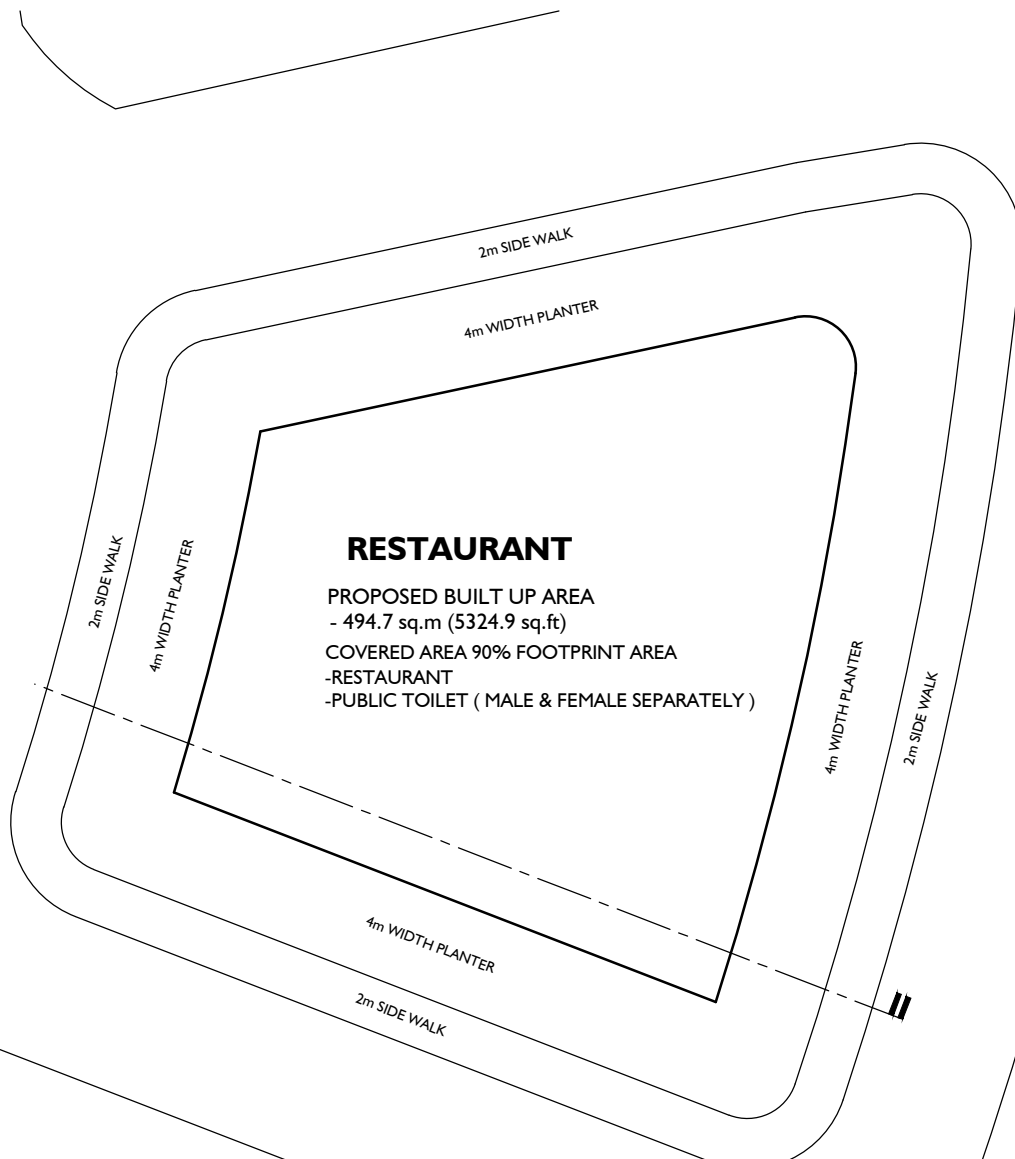 2m SIDE WALK
4m WIDTH PLANTER
2m SIDE WALK
4m WIDTH PLANTER
RESTAURANT
PROPOSED BUILT UP AREA
- 494.7 sq.m (5324.9 sq.ft)
COVERED AREA 90% FOOTPRINT AREA
-RESTAURANT
-PUBLIC TOILET ( MALE & FEMALE SEPARATELY )
4m WIDTH PLANTER
2m SIDE WALK
4m WIDTH PLANTER
2m SIDE WALK